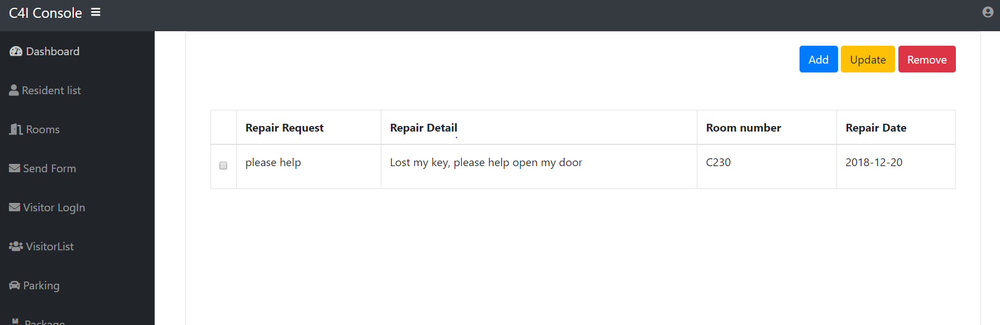 C4I Console
Dashboard
Resident list
Rooms
Send Form
Visitor LogIn
VisitorList
Parking
Package
Add Update Remove
Repair Request Repair Detail Room number Repair Date
please help Lost my key, please help open my door C230 2018-12-20